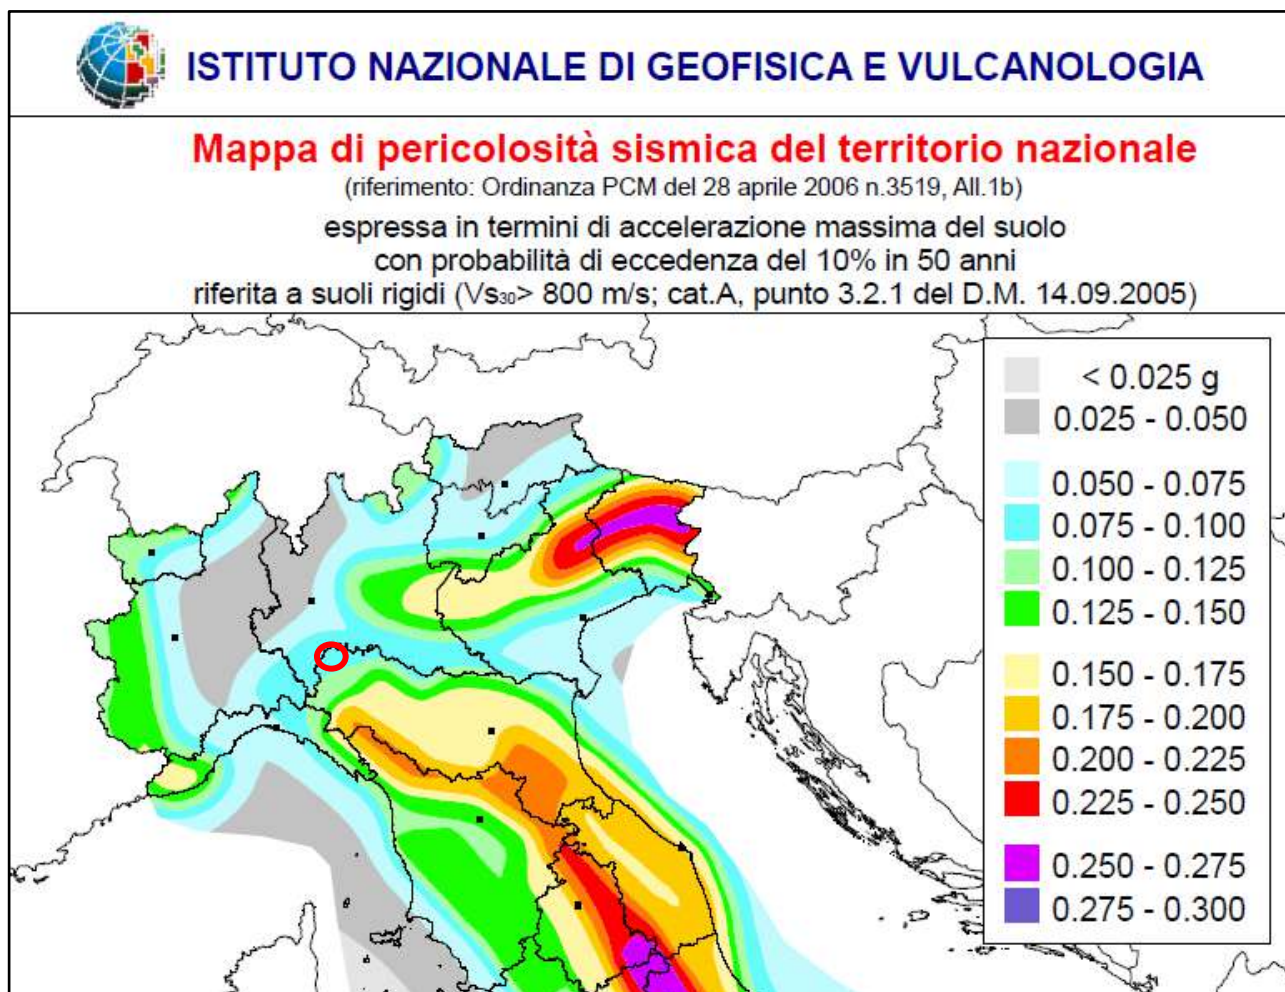 ISTITUTO NAZIONALE DI GEOFISICA E VULCANOLOGIA
Mappa di pericolosità sismica del territorio nazionale
(riferimento: Ordinanza PCM del 28 aprile 2006 n.3519, All.1b)
espressa in termini di accelerazione massima del suolo
con probabilità di eccedenza del 10% in 50 anni
riferita a suoli rigidi (Vs30> 800 m/s; cat.A, punto 3.2.1 del D.M. 14.09.2005)
< 0.025 g
0.025 - 0.050
0.050 - 0.075
0.075 - 0.100
0.100 - 0.125
0.125 - 0.150
0.150 - 0.175
0.175 - 0.200
0.200 - 0.225
0.225 - 0.250
0.250 - 0.275
0.275 - 0.300